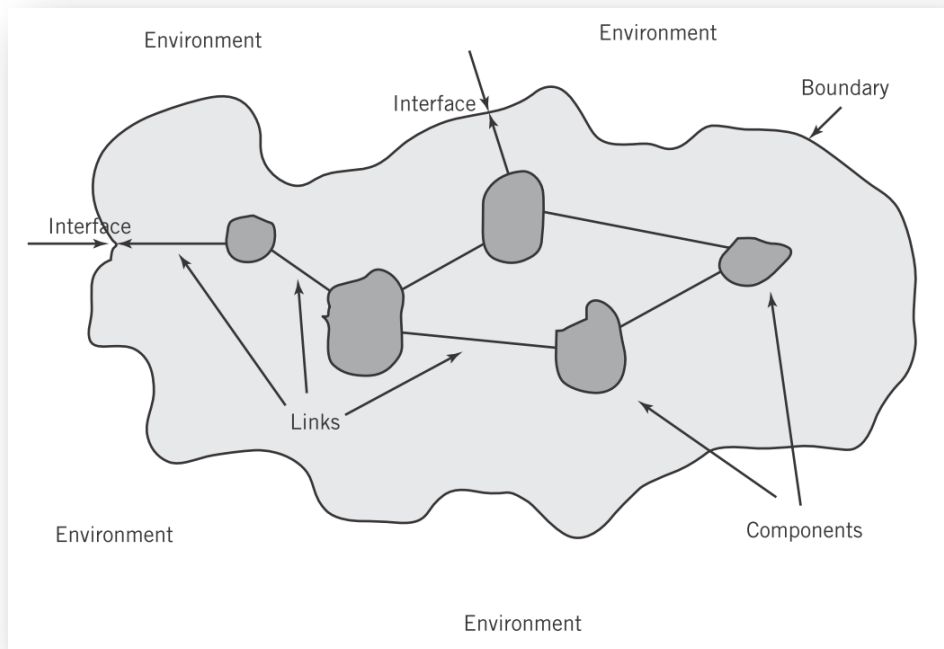 Environment
Environment
Boundary
Interface
Interface
Links
Components
Environment
Environment